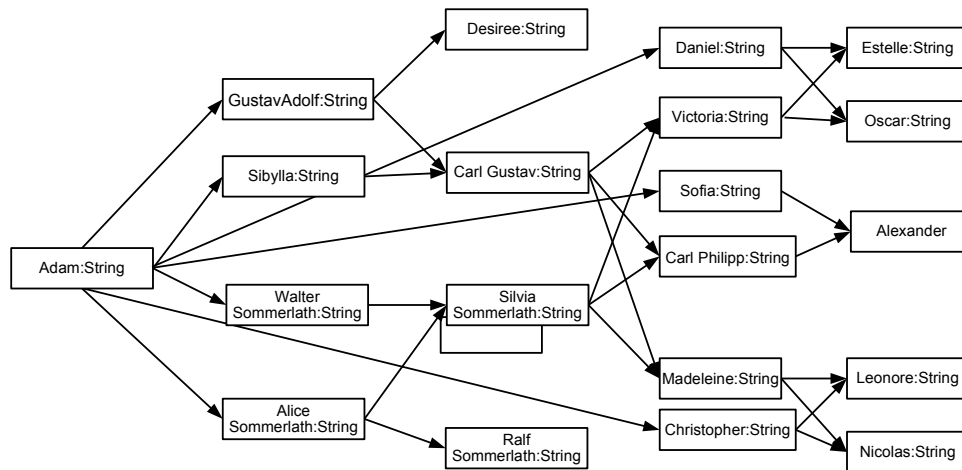 Desiree:String
Daniel:String
Estelle:String
GustavAdolf:String
Victoria:String
Oscar:String
Sibylla:String
Carl Gustav:String
Sofia:String
Alexander
Adam:String
Carl Philipp:String
Walter
Sommerlath:String
Silvia
Sommerlath:String
Madeleine:String
Leonore:String
Alice
Sommerlath:String
Christopher:String
Ralf
Sommerlath:String
Nicolas:String